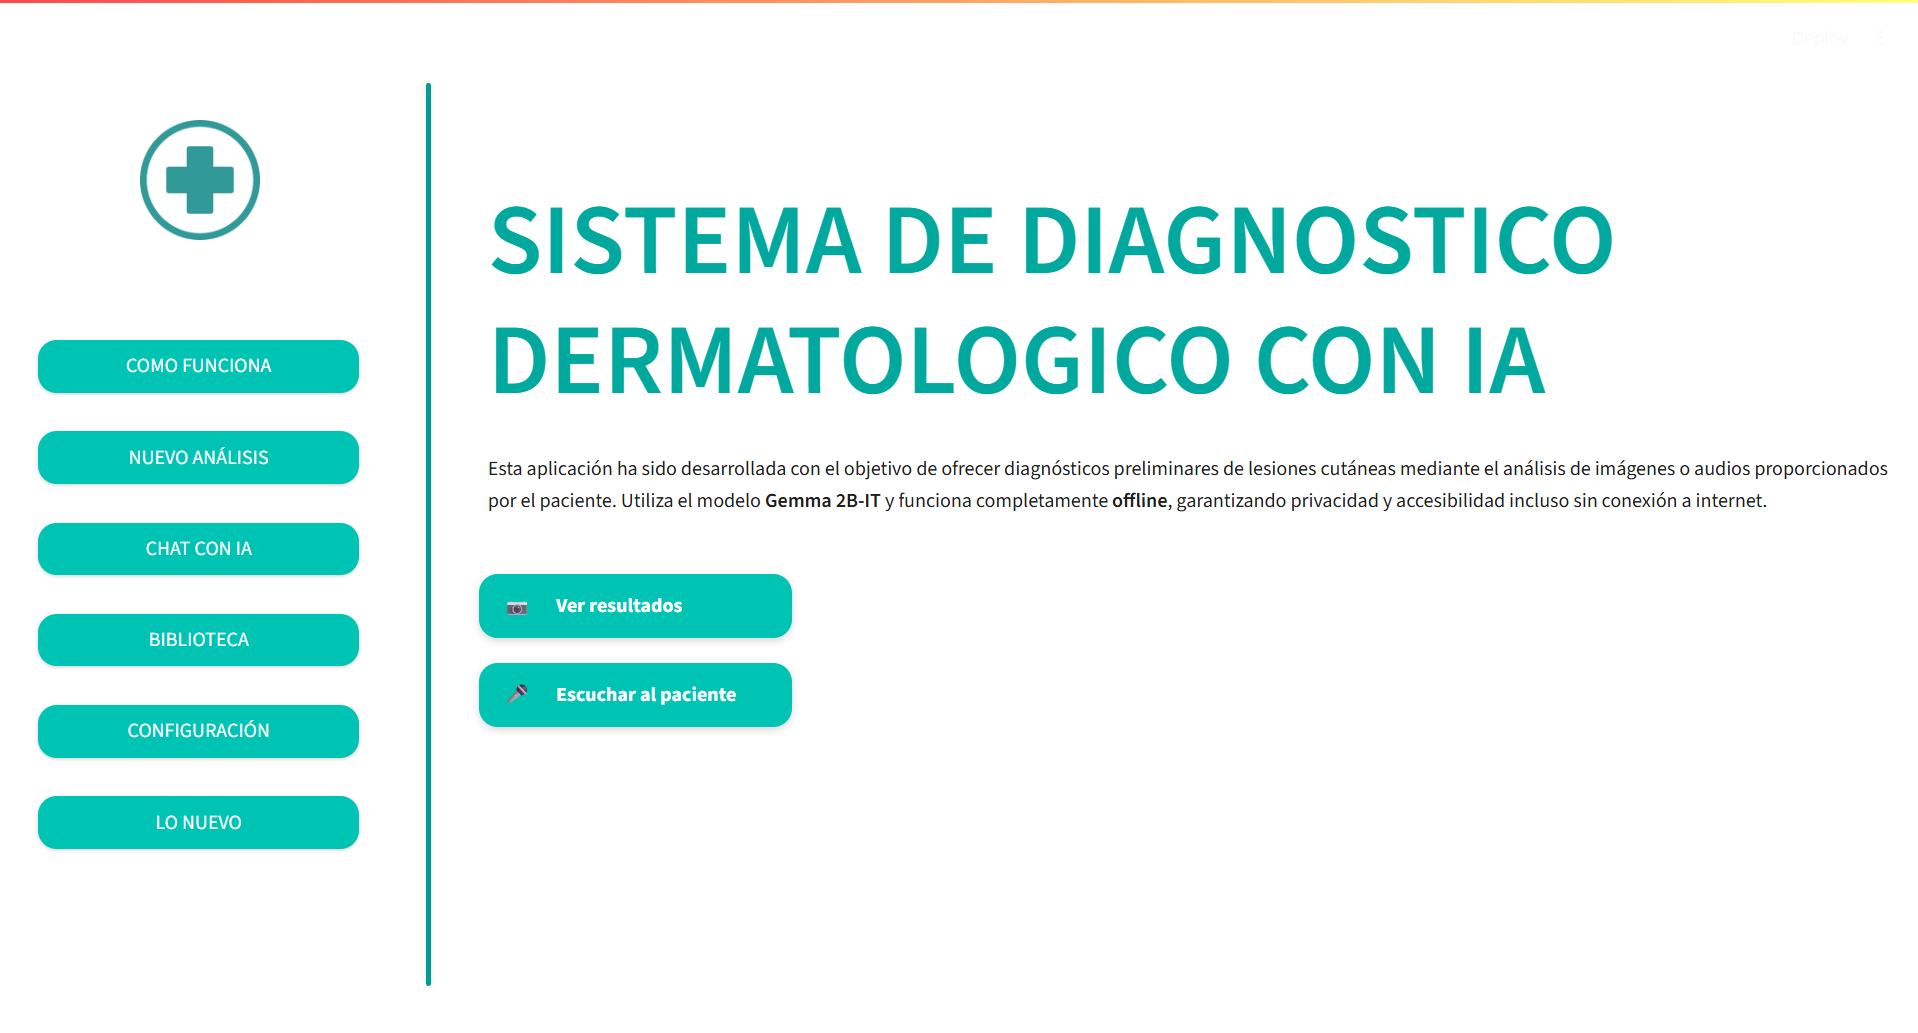 Deploy
COMO FUNCIONA
NUEVO ANÁLISIS
CHAT CON IA
BIBLIOTECA
CONFIGURACIÓN
LO NUEVO
SISTEMA DE DIAGNOSTICO
DERMATOLOGICO CON IA
Esta aplicación ha sido desarrollada con el objetivo de ofrecer diagnósticos preliminares de lesiones cutáneas mediante el análisis de imágenes o audios proporcionados
por el paciente. Utiliza el modelo Gemma 2B-IT y funciona completamente offline, garantizando privacidad y accesibilidad incluso sin conexión a internet.
Ver resultados
Escuchar al paciente